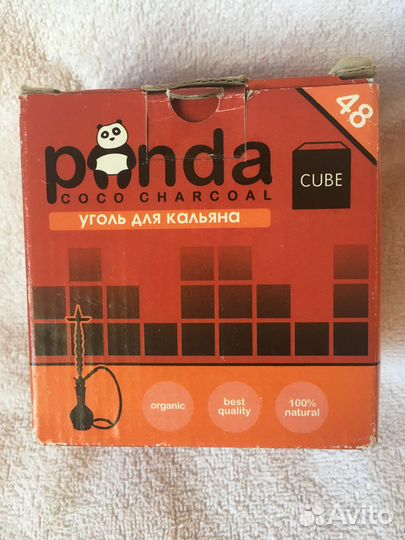 48
panda
COCO CHARCOAL
CUBE
уголь для кальяна
organic
best
quality
100%
natural
Avito